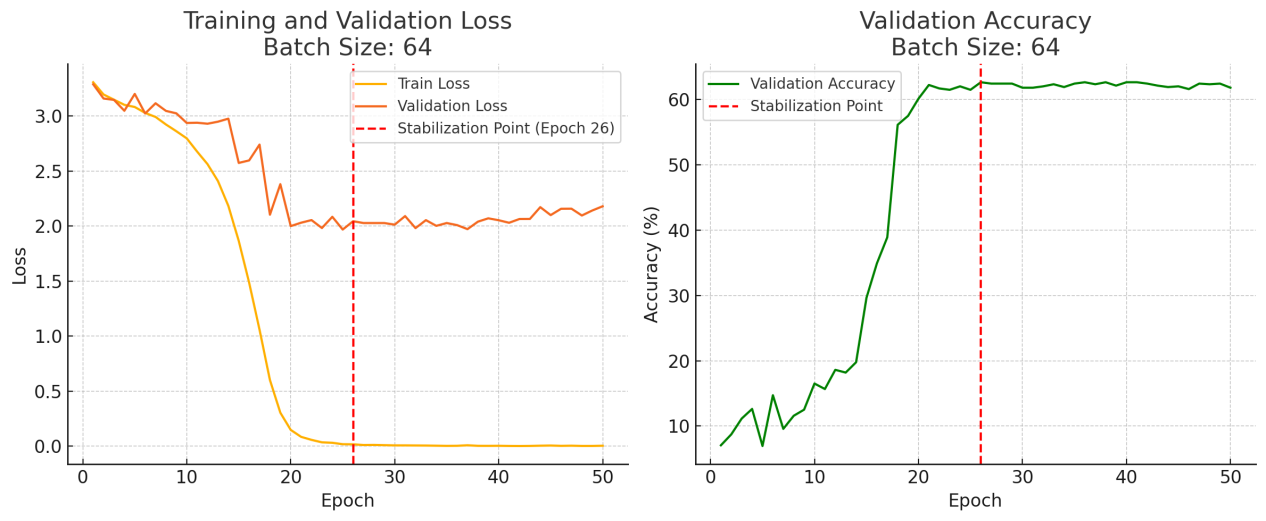 Training and Validation Loss
Batch Size: 64
Train Loss
Validation Loss
Stabilization Point (Epoch 26)
Loss
3.0
2.5
2.0
1.5
1.0
0.5
0.0
0 10 20 30 40 50
Epoch
Validation Accuracy
Batch Size: 64
Validation Accuracy
Stabilization Point
Accuracy (%)
60
50
40
30
20
10
0 10 20 30 40 50
Epoch